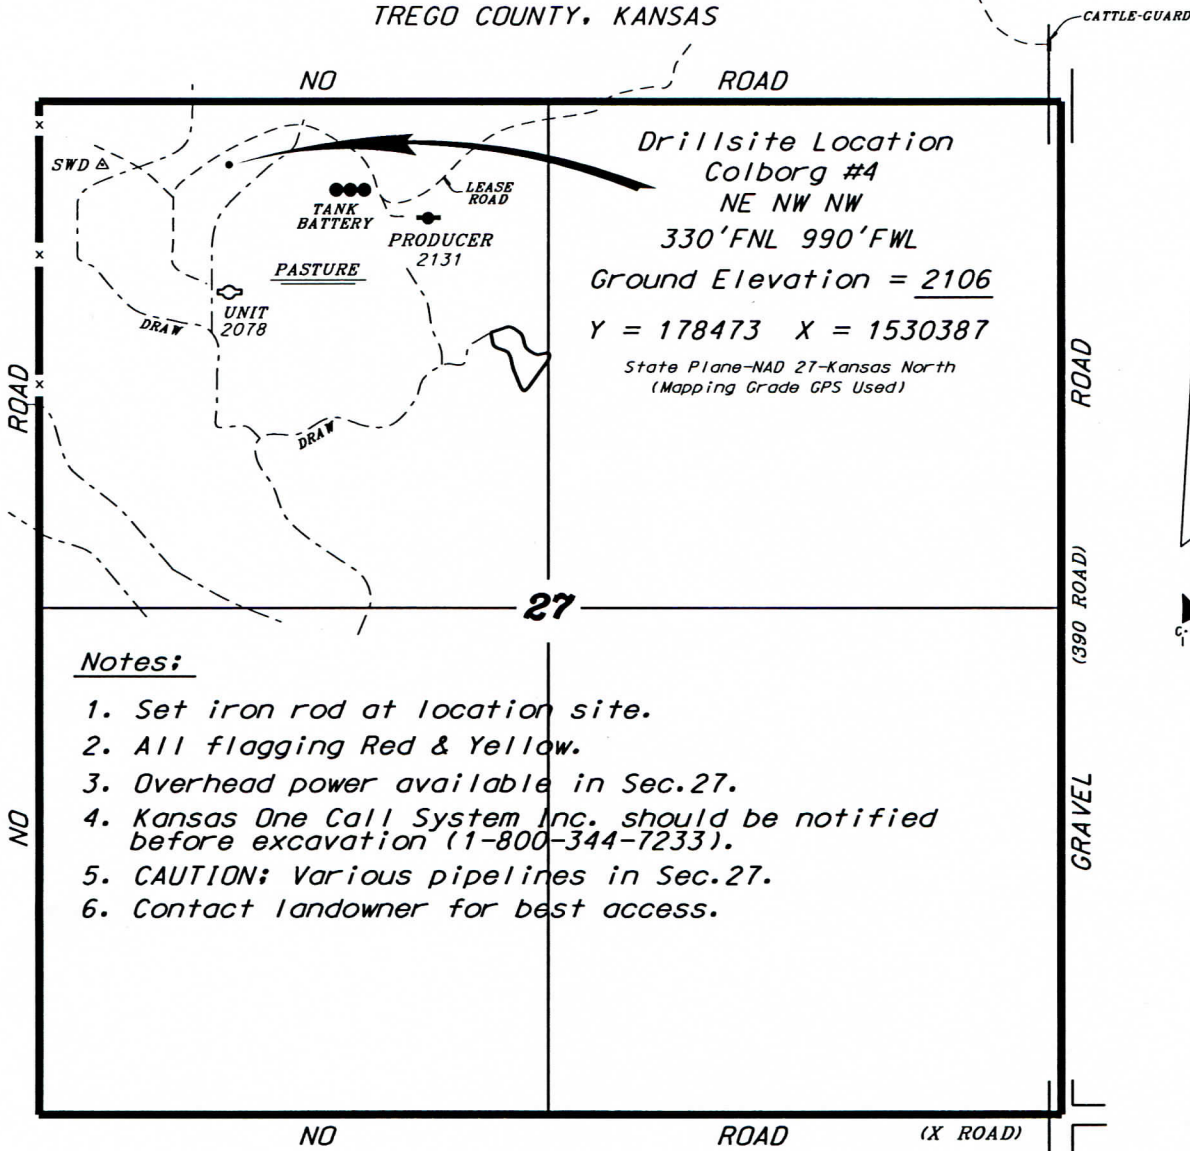 TREGO COUNTY, KANSAS
CATTLE-GUARD
NO ROAD
SWD
TANK
BATTERY
LEASE
ROAD
PRODUCER
2131
PASTURE
UNIT
2078
DRAW
DRAW
Drillsite Location
Colborg #4
NE NW NW
330'FNL 990'FWL
Ground Elevation = 2106
Y = 178473 X = 1530387
State Plane-NAD 27-Kansas North
(Mapping Grade GPS Used)
ROAD
ROAD
27
(390 ROAD)
Notes:
1. Set iron rod at location site.
2. All flagging Red & Yellow.
3. Overhead power available in Sec.27.
4. Kansas One Call System Inc. should be notified
before excavation (1-800-344-7233).
5. CAUTION: Various pipelines in Sec.27.
6. Contact landowner for best access.
NO
GRAVEL
NO ROAD (X ROAD)